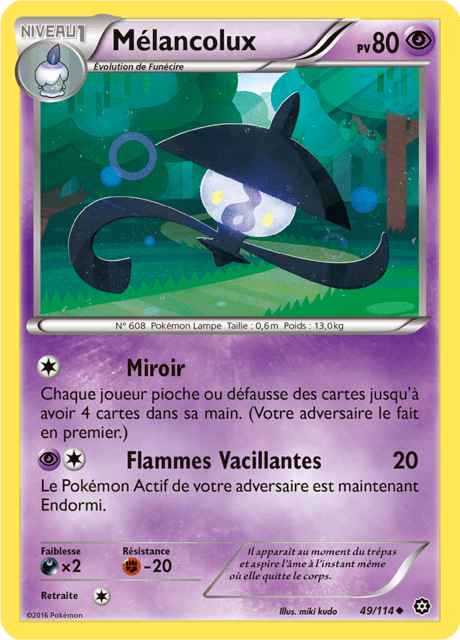 NIVEAU 1
Mélancolux
PV 80
Évolution de Funécire
N° 608 Pokémon Lampe Taille : 0,6m Poids : 13,0kg
Miroir
Chaque joueur pioche ou défausse des cartes jusqu'à
avoir 4 cartes dans sa main. (Votre adversaire le fait
en premier.)
Flammes Vacillantes 20
Le Pokémon Actif de votre adversaire est maintenant
Endormi.
Faiblesse
×2
Résistance
-20
Retraite
Il apparaît au moment du trépas
et aspire l'âme à l'instant même
où elle quitte le corps.
©2016 Pokémon
Illus. miki kudo
49/114